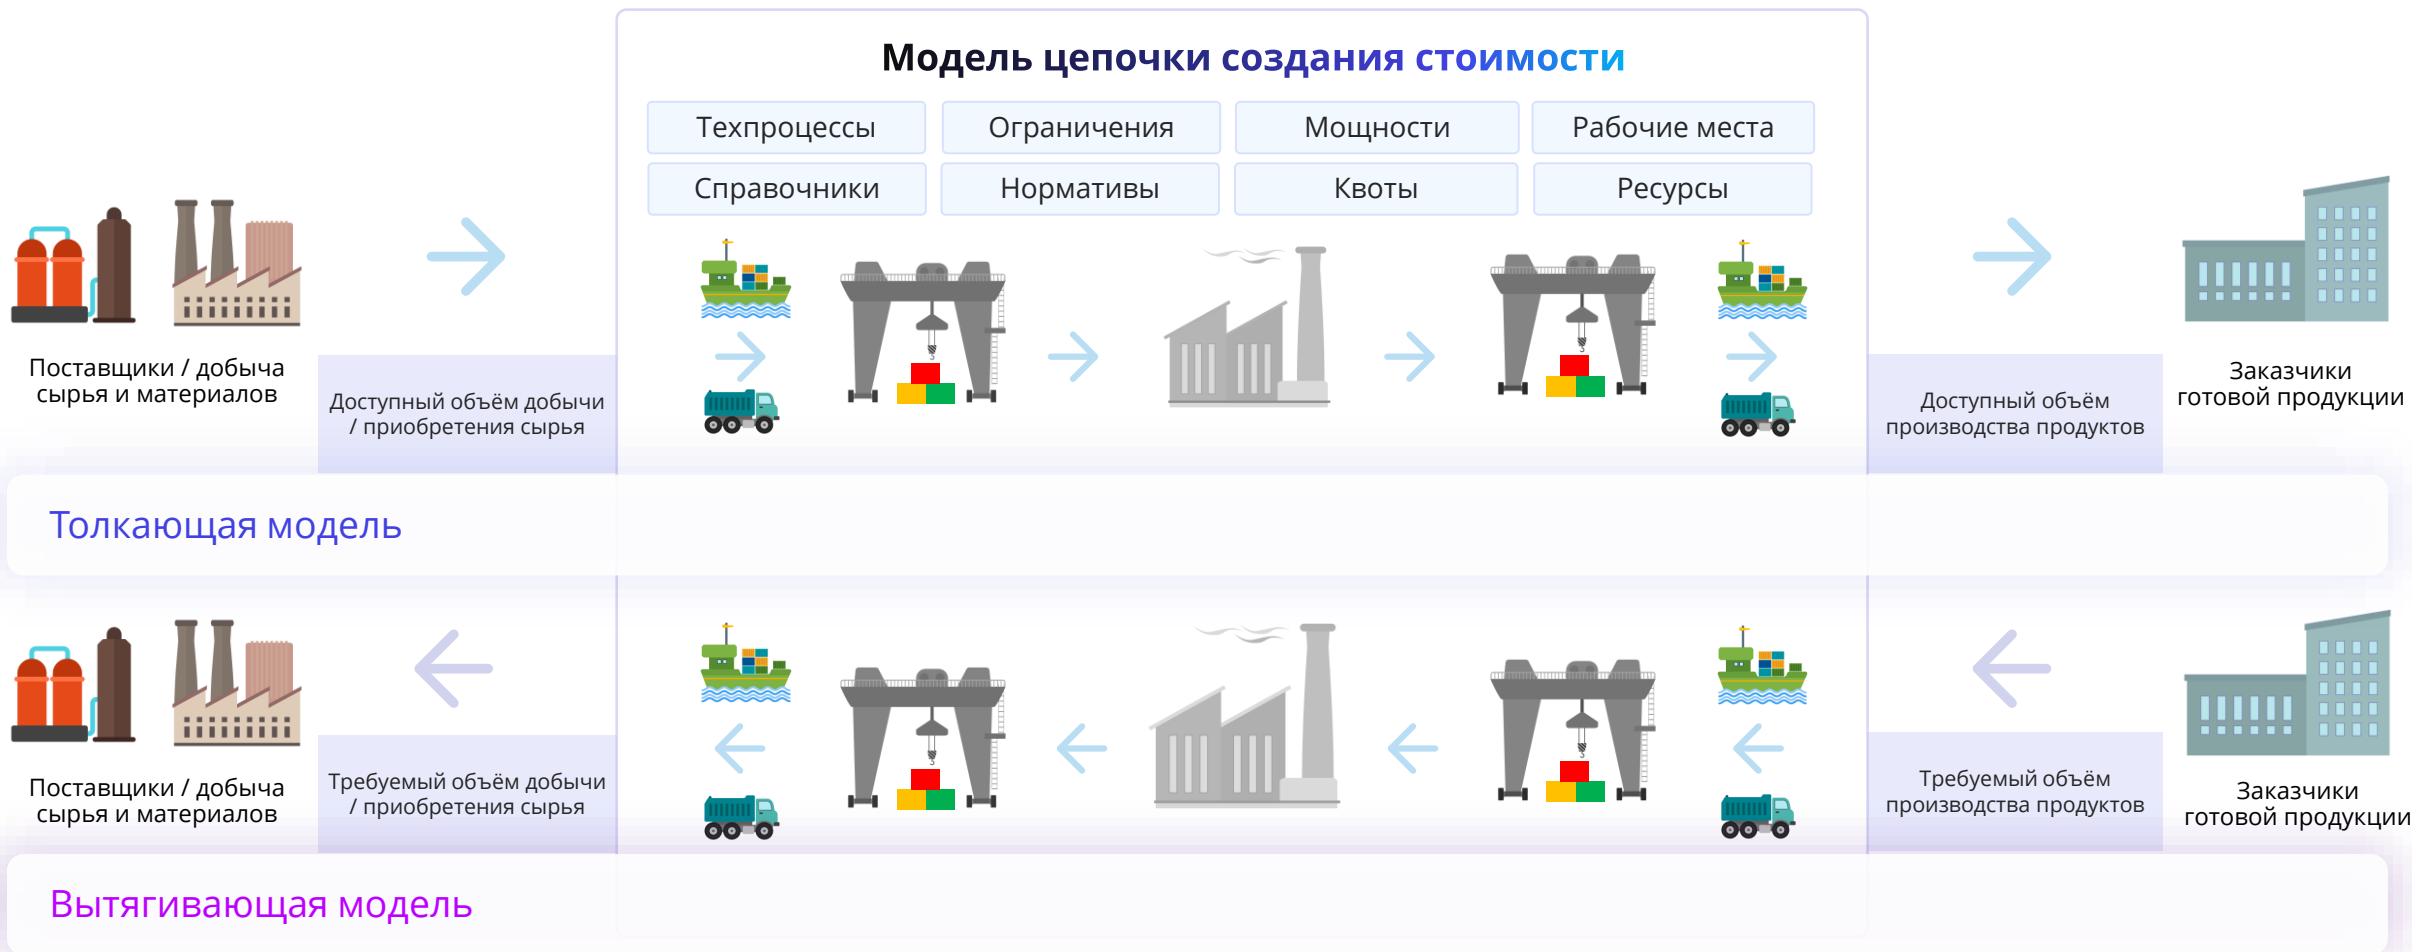 Модель цепочки создания стоимости
Техпроцессы
Ограничения
Мощности
Рабочие места
Справочники
Нормативы
Квоты
Ресурсы
Поставщики / добыча
сырья и материалов
Доступный объём добычи
/ приобретения сырья
Доступный объём
производства продуктов
Заказчики
готовой продукции
Толкающая модель
Поставщики / добыча
сырья и материалов
Требуемый объём добычи
/ приобретения сырья
Требуемый объём
производства продуктов
Заказчики
готовой продукции
Вытягивающая модель